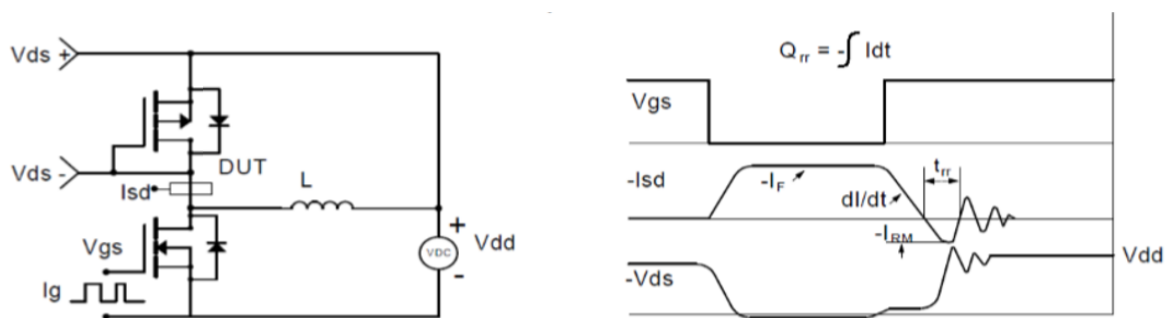 Vds +
Vds -
DUT
Isd
L
Vgs
Ig
VDC
+
-
Vdd
Qrr = -∫ Idt
Vgs
-Isd
-IF
dI/dt
trr
-IRM
-Vds
Vdd